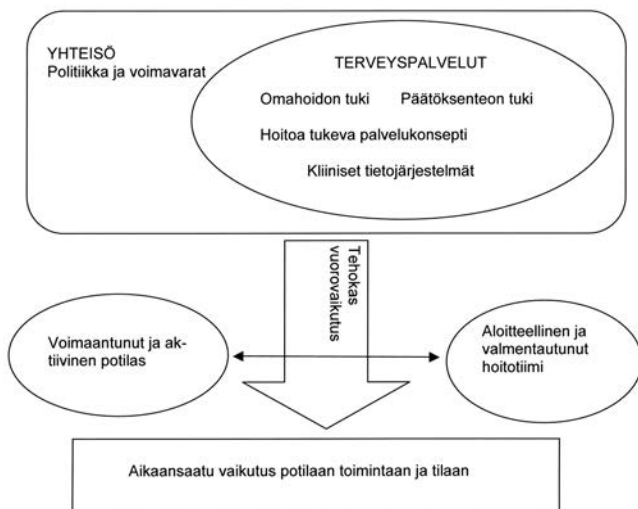 YHTEISÖ
Politiikka ja voimavarat
TERVEYSPALVELUT
Omahoidon tuki Päätöksenteon tuki
Hoitoa tukeva palvelukonsepti
Kliiniset tietojärjestelmät
Tehokas
vuorovaikutus
Voimaantunut ja ak-
tiivinen potilas
Aloitteellinen ja
valmentautunut
hoitotiimi
Aikaansaatu vaikutus potilaan toimintaan ja tilaan